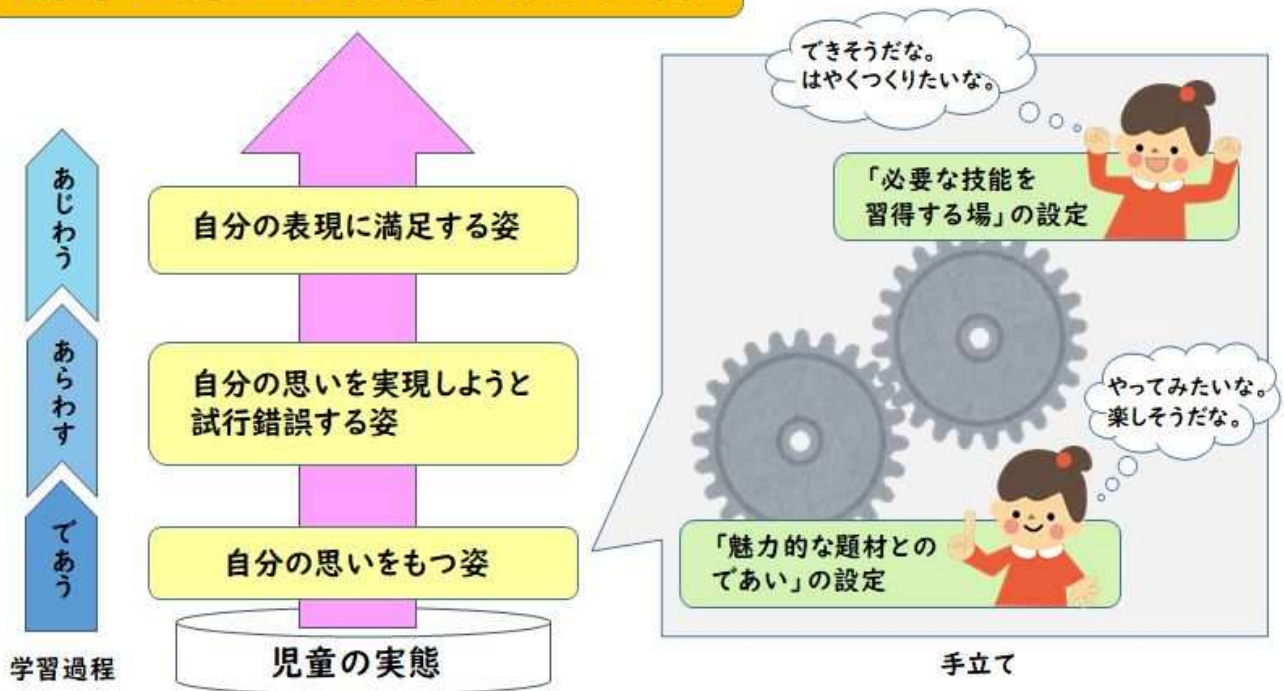 できそうだな。
はやくつくりたいな。
「必要な技能を
習得する場」の設定
あじわう
自分の表現に満足する姿
あらわす
自分の思いを実現しようと
試行錯誤する姿
やってみたいな。
楽しそうだな。
であう
自分の思いをもつ姿
「魅力的な題材との
であい」の設定
児童の実態
学習過程
手立て